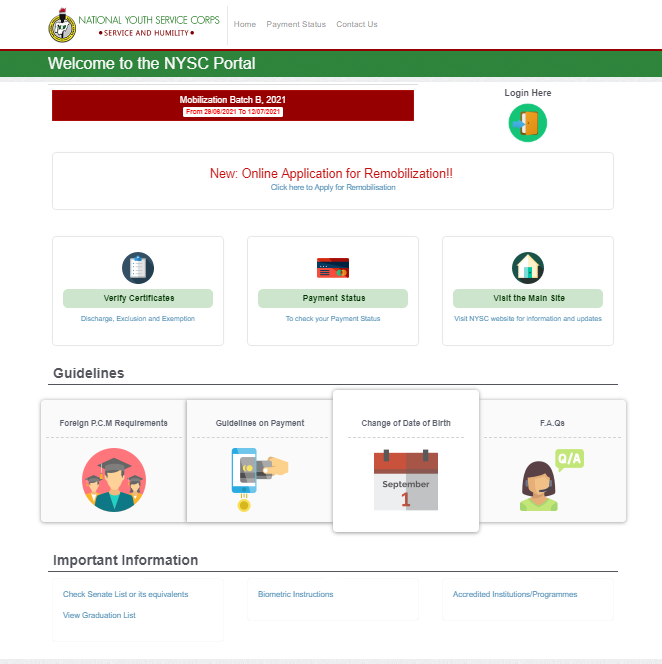 NATIONAL YOUTH SERVICE CORPS
•SERVICE AND HUMILITY•
Home Payment Status Contact Us
Welcome to the NYSC Portal
Mobilization Batch B, 2021
From 29/06/2021 To 12/07/2021
Login Here
New: Online Application for Remobilization!!
Click here to Apply for Remobilisation
Verify Certificates
Discharge, Exclusion and Exemption
Payment Status
To check your Payment Status
Visit the Main Site
Visit NYSC website for information and updates
Guidelines
Foreign P.C.M Requirements
Guidelines on Payment
Change of Date of Birth
September
1
F.A.Qs
Q/A
Important Information
Check Senate List or its equivalents
View Graduation List
Biometric Instructions
Accredited Institutions/Programmes